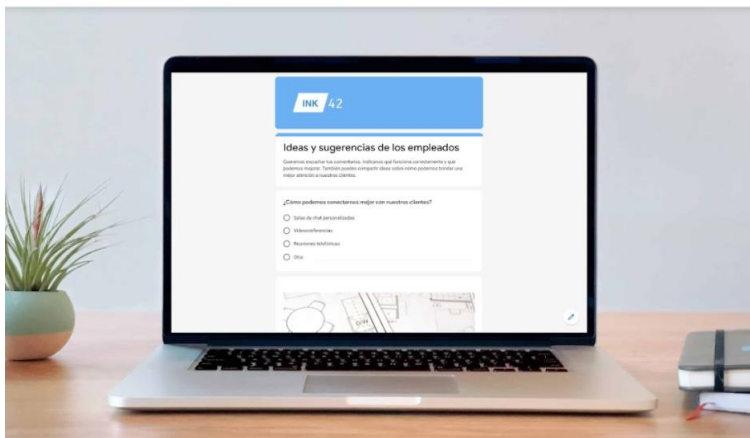 INK 42
Ideas y sugerencias de los empleados
Queremos escuchar tus comentarios. Indícanos qué funciona correctamente y qué
podemos mejorar. También puedes compartir ideas sobre cómo podemos brindar una
mejor atención a nuestros clientes.
¿Cómo podemos conectarnos mejor con nuestros clientes?
Salas de chat personalizadas
Videoconferencias
Reuniones telefónicas
Otro